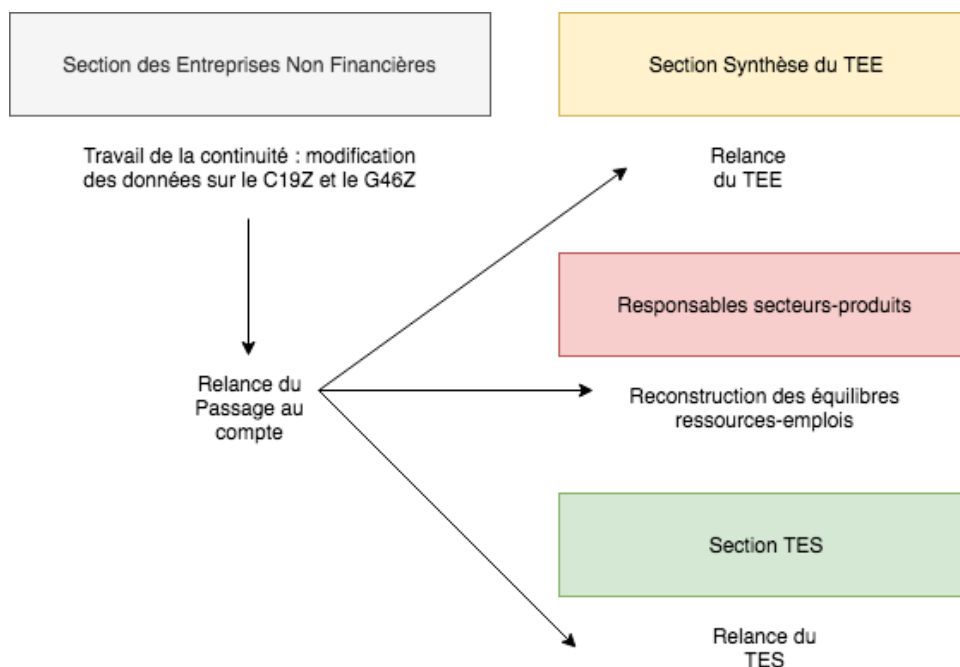 Section des Entreprises Non Financières
Travail de la continuité : modification
des données sur le C19Z et le G46Z
Relance du
Passage au
compte
Section Synthèse du TEE
Relance
du TEE
Responsables secteurs-produits
Reconstruction des équilibres
ressources-emplois
Section TES
Relance du
TES